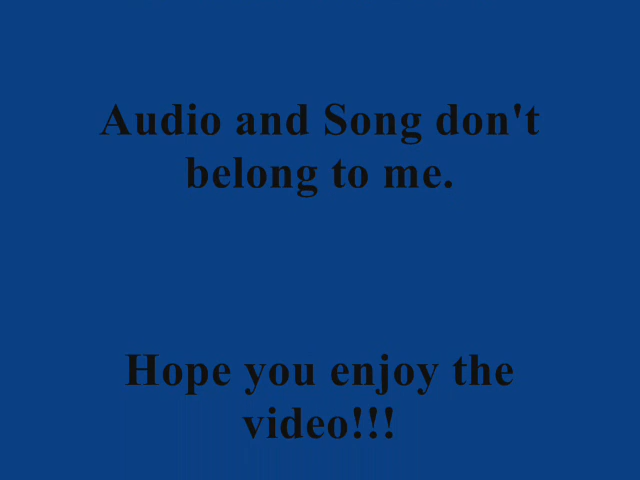 Audio and Song don't
belong to me.
Hope you enjoy the
video!!!